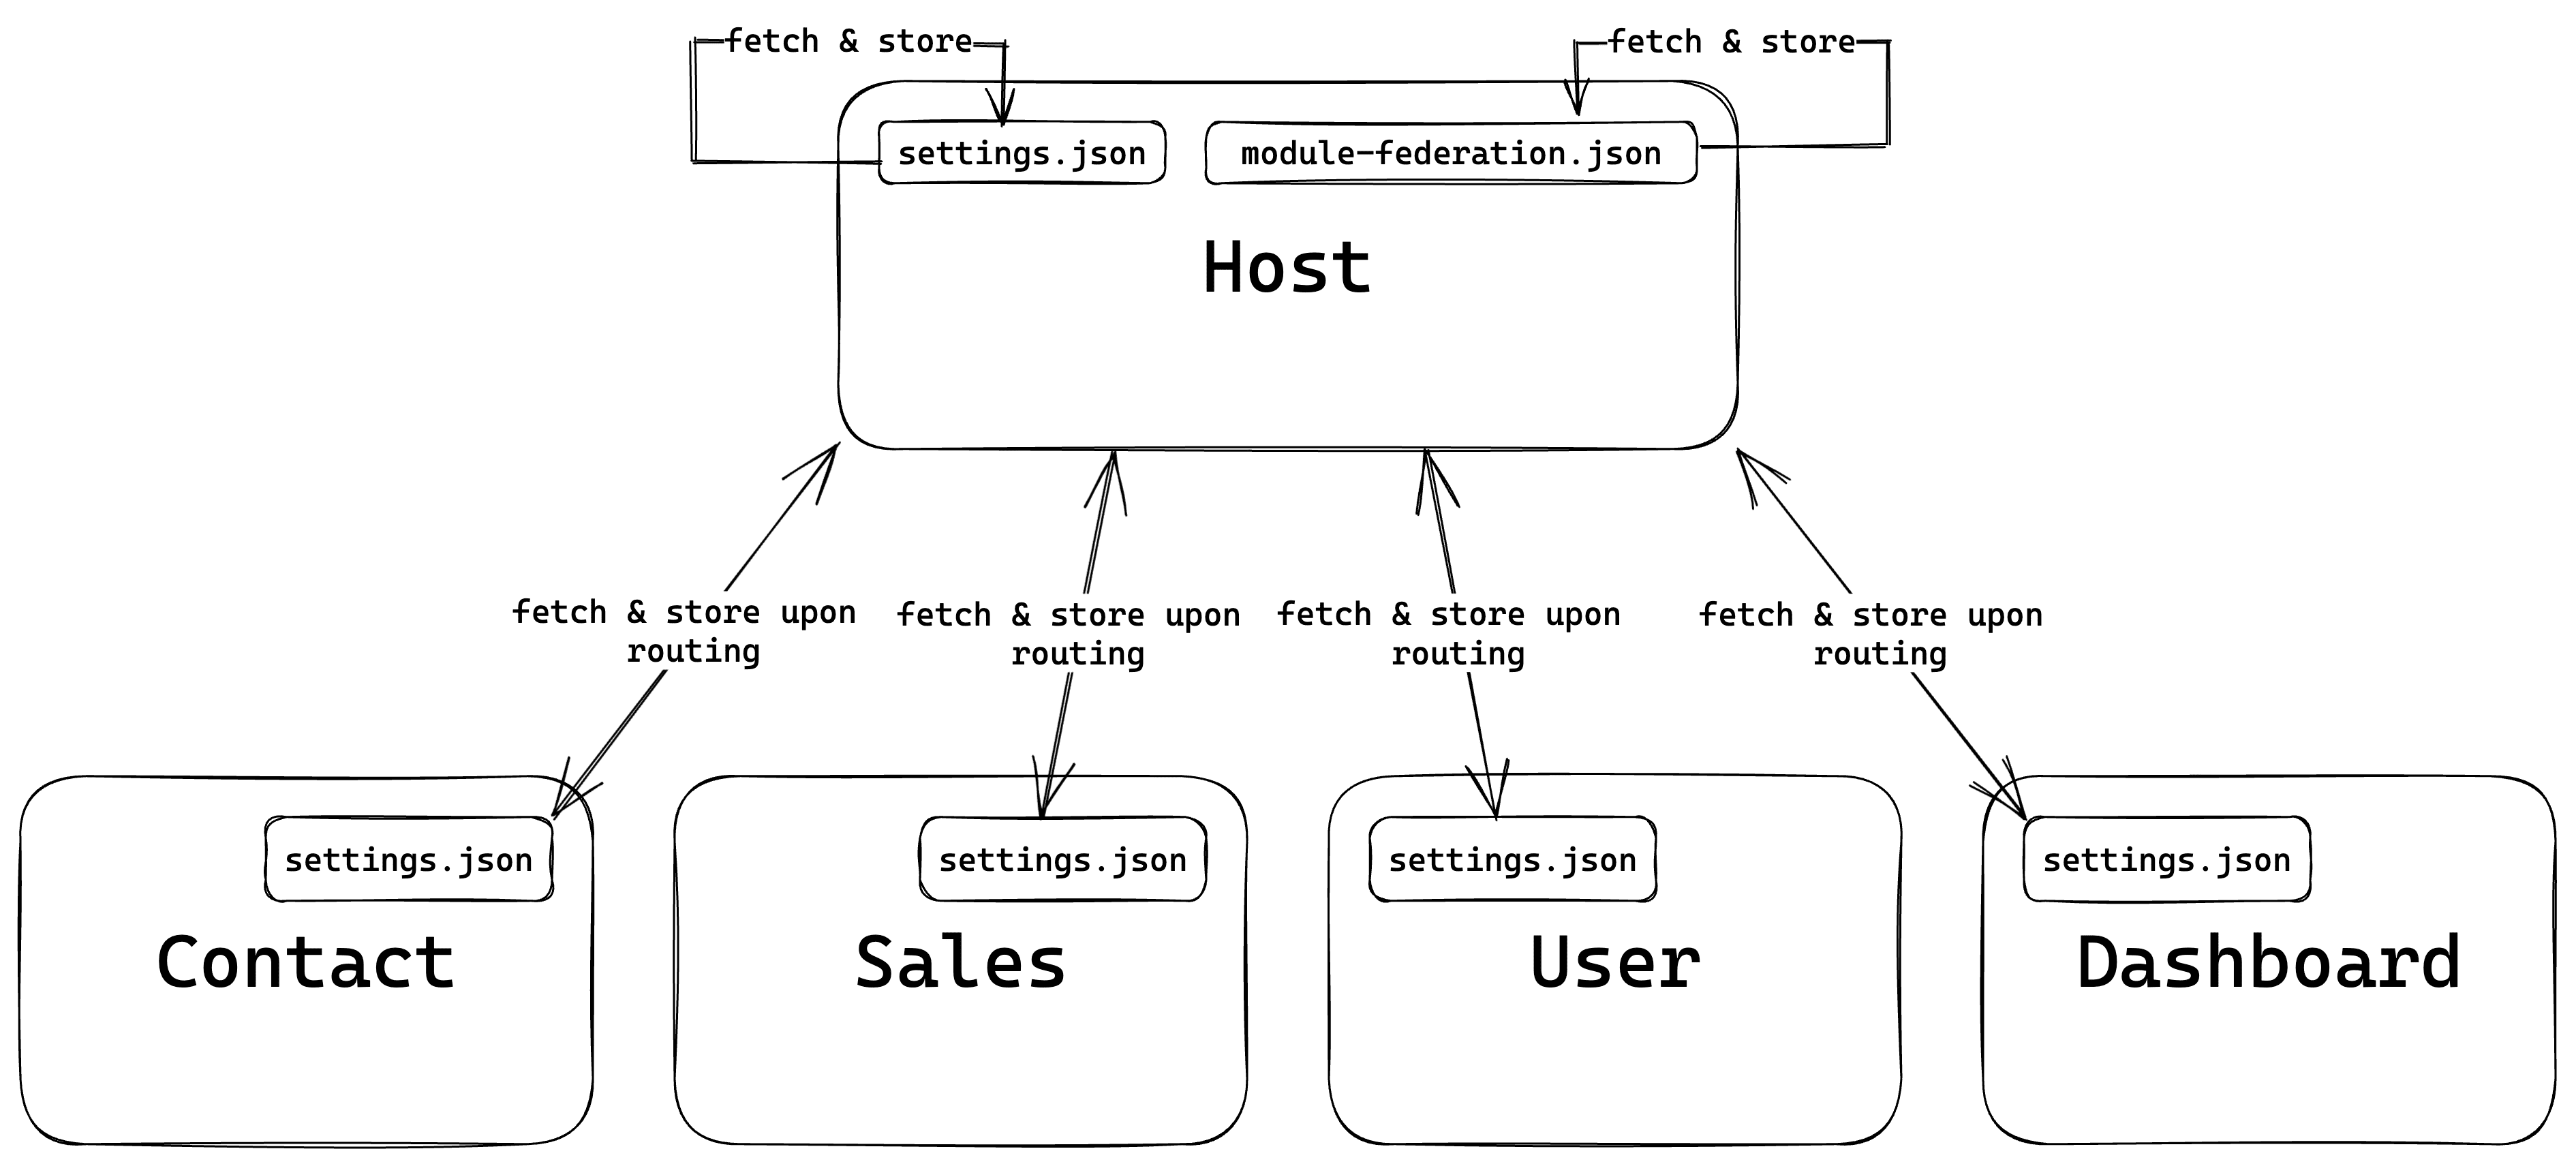 fetch & store
fetch & store
settings.json
module-federation.json
Host
fetch & store upon
routing
fetch & store upon
routing
fetch & store upon
routing
fetch & store upon
routing
settings.json
settings.json
settings.json
settings.json
Contact
Sales
User
Dashboard